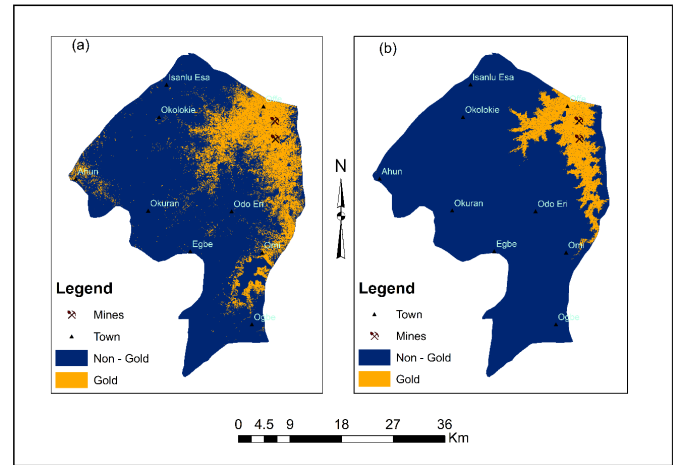 (a)
Isanlu Esa
Okolokie
Ahun
Okuran
Odo Eri
Egbe
Omi
Ogbe
Legend
Mines
Town
Non - Gold
Gold
N
(b)
Isanlu Esa
Okolokie
Ahun
Okuran
Odo Eri
Egbe
Omi
Ogbe
Legend
Town
Mines
Non - Gold
Gold
0 4.5 9 18 27 36
Km